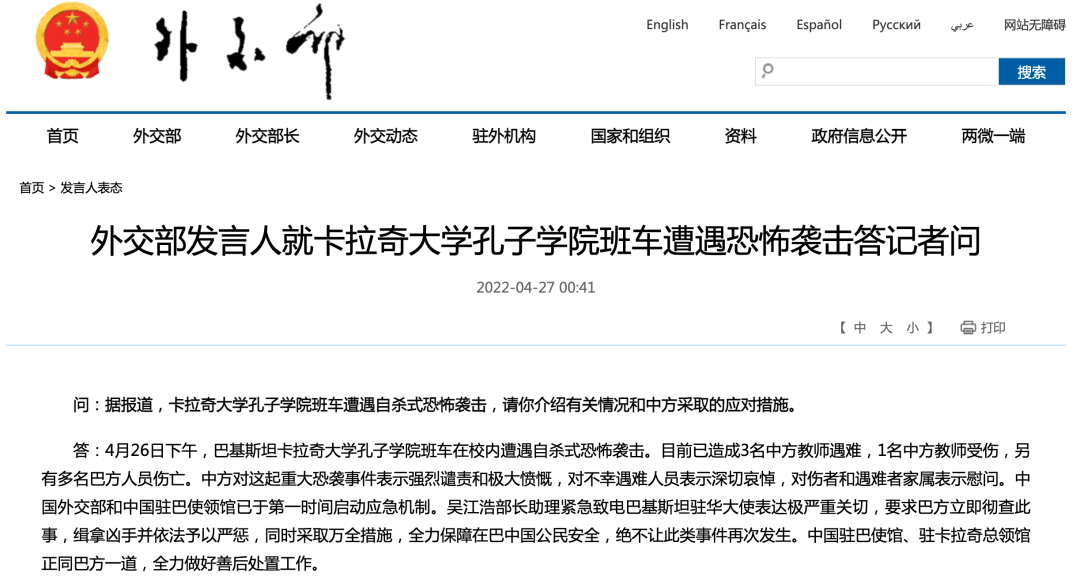 外交部
English Français Español Русский عربي 网站无障碍
搜索
首页 外交部 外交部长 外交动态 驻外机构 国家和组织 资料 政府信息公开 两微一端
首页 > 发言人表态
外交部发言人就卡拉奇大学孔子学院班车遭遇恐怖袭击答记者问
2022-04-27 00:41
【 中 大 小 】 打印
问：据报道，卡拉奇大学孔子学院班车遭遇自杀式恐怖袭击，请你介绍有关情况和中方采取的应对措施。
答：4月26日下午，巴基斯坦卡拉奇大学孔子学院班车在校内遭遇自杀式恐怖袭击。目前已造成3名中方教师遇难，1名中方教师受伤，另
有多名巴方人员伤亡。中方对这起重大恐袭事件表示强烈谴责和极大愤慨，对不幸遇难人员表示深切哀悼，对伤者和遇难者家属表示慰问。中
国外交部和中国驻巴使领馆已于第一时间启动应急机制。吴江浩部长助理紧急致电巴基斯坦驻华大使表达极严重关切，要求巴方立即彻查此
事，缉拿凶手并依法予以严惩，同时采取万全措施，全力保障在巴中国公民安全，绝不让此类事件再次发生。中国驻巴使馆、驻卡拉奇总领馆
正同巴方一道，全力做好善后处置工作。